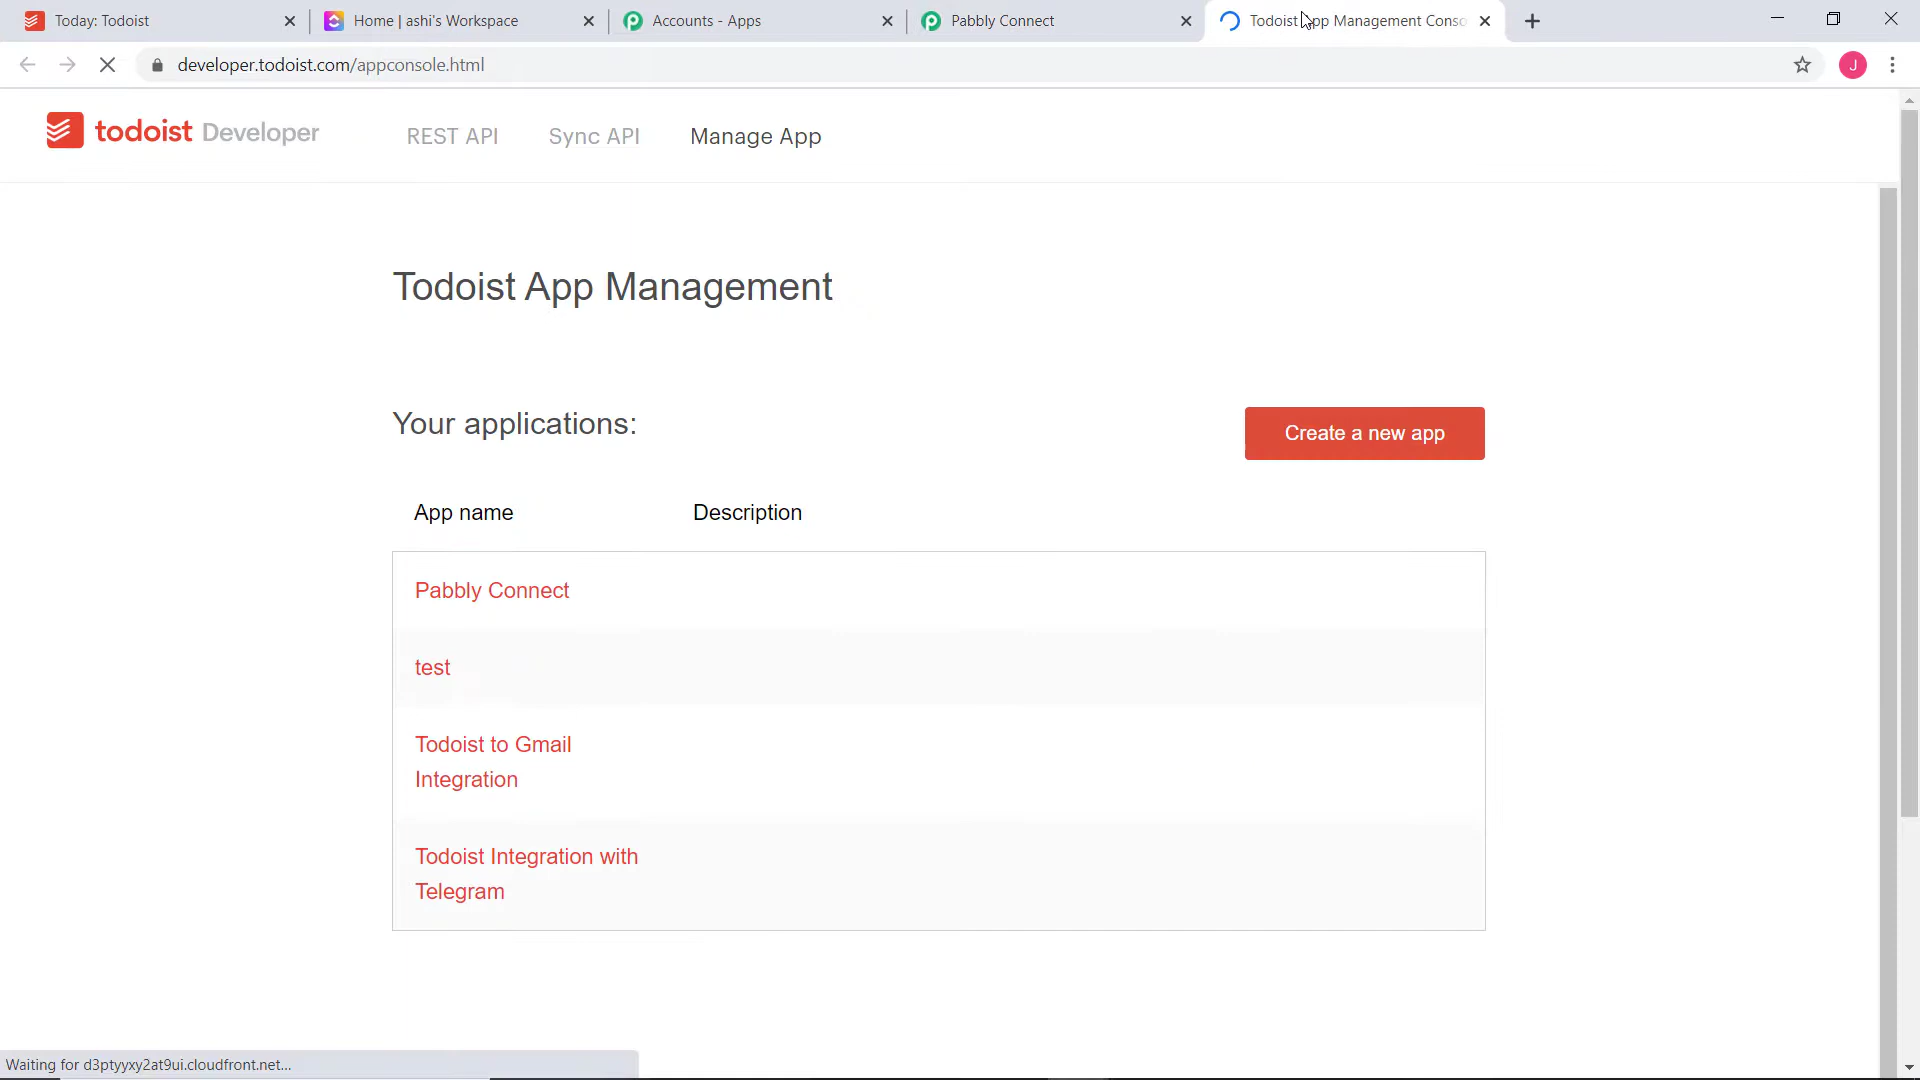 Today: Todoist
Home | ashi's Workspace
Accounts - Apps
Pabbly Connect
Todoist App Management Conso
developer.todoist.com/appconsole.html
J
todoist Developer
REST API
Sync API
Manage App
Todoist App Management
Your applications:
Create a new app
App name
Description
Pabbly Connect
test
Todoist to Gmail
Integration
Todoist Integration with
Telegram
Waiting for d3ptyyxy2at9ui.cloudfront.net...